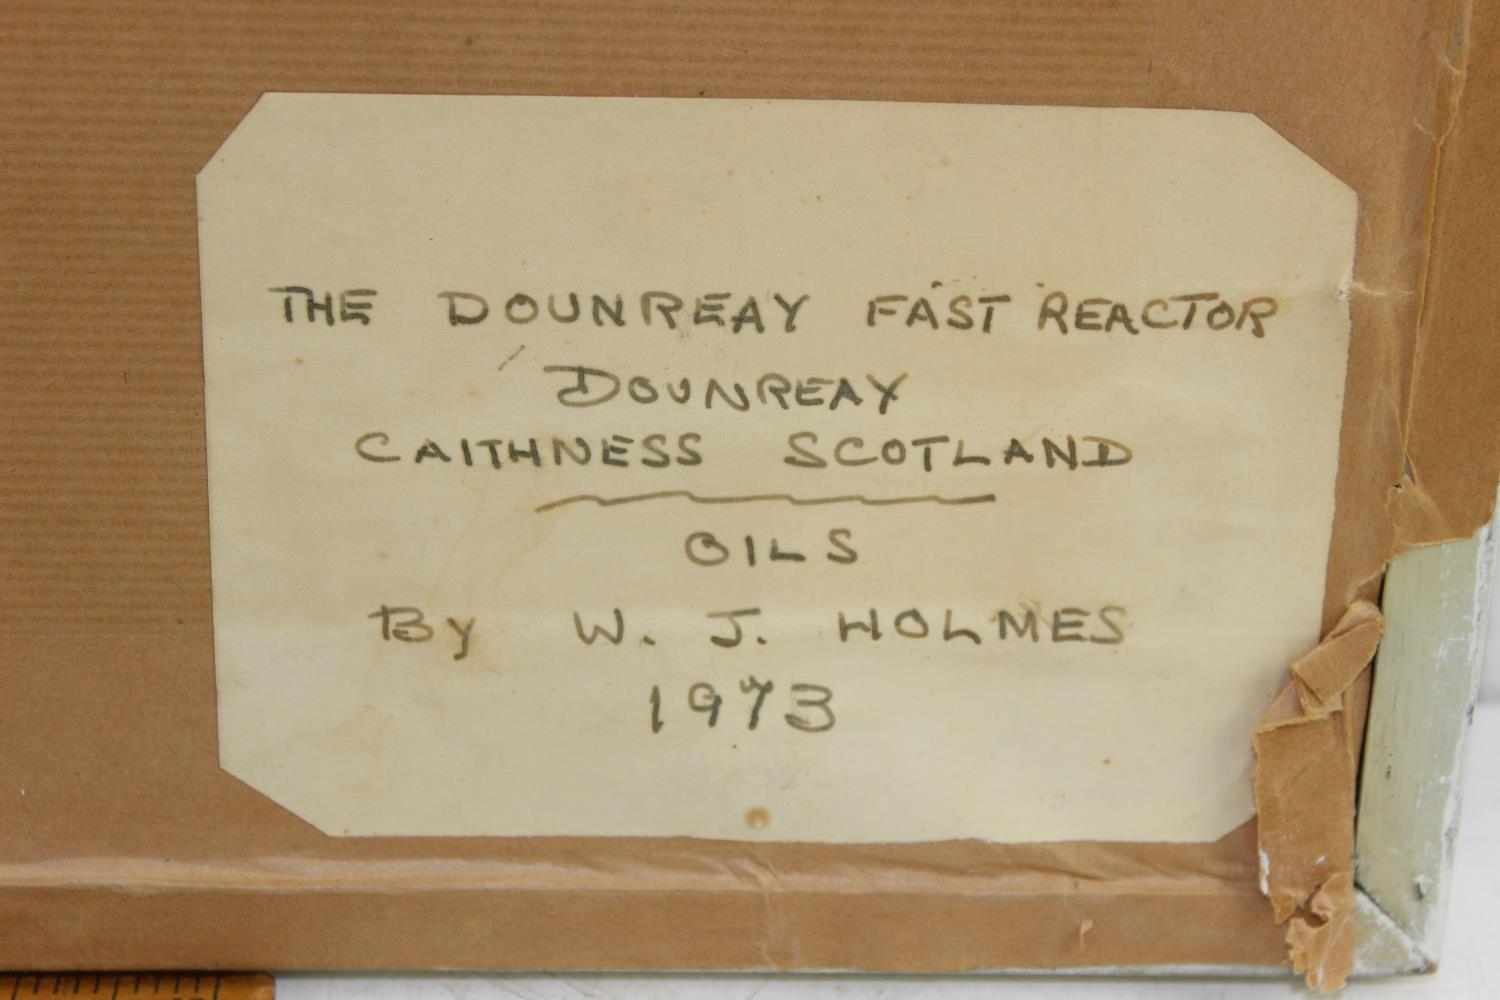 THE DOUNREAY FAST REACTOR
DOUNREAY
CAITHNESS SCOTLAND
OILS
By W. J. HOLMES
1973